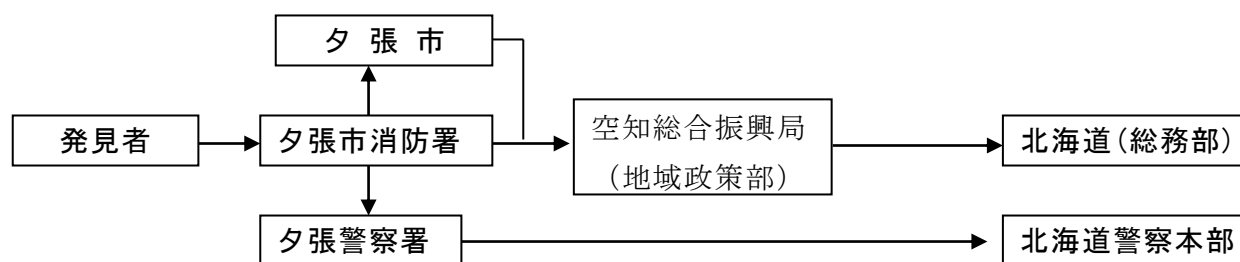 夕 張 市
発見者
夕張市消防署
空知総合振興局
（地域政策部）
北海道(総務部)
夕張警察署
北海道警察本部